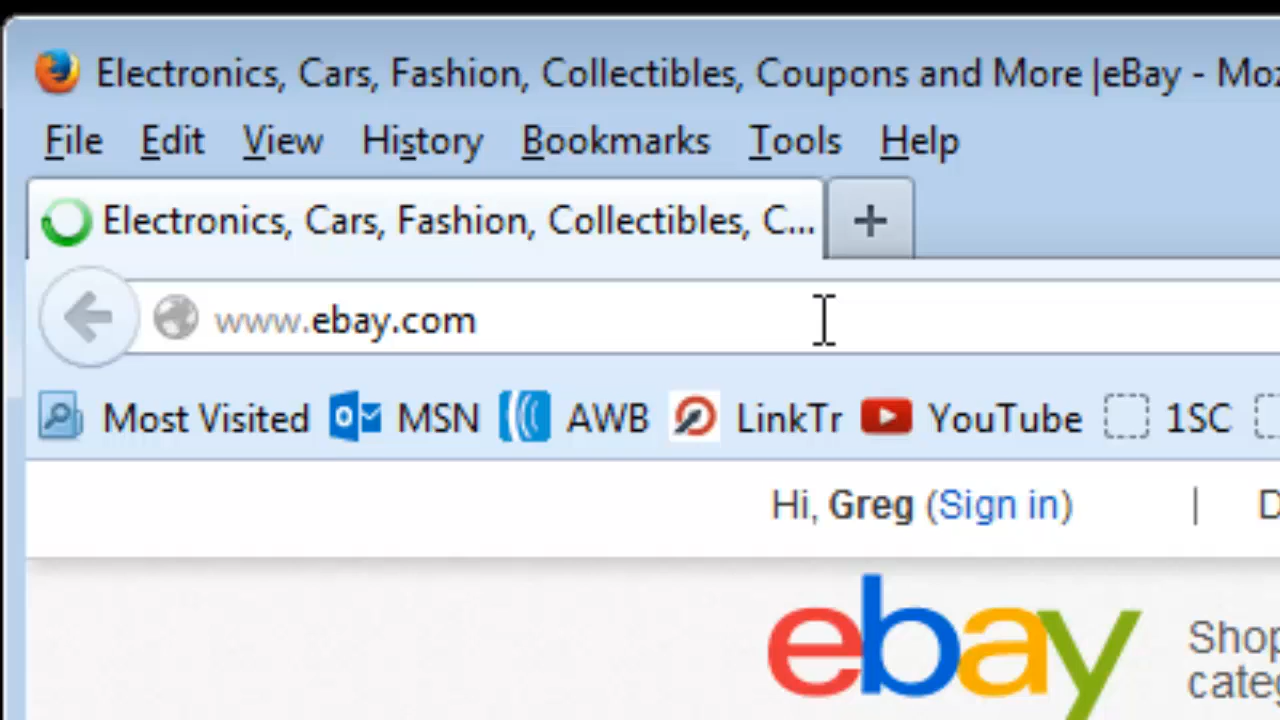 Electronics, Cars, Fashion, Collectibles, Coupons and More |eBay - Moz
File Edit View History Bookmarks Tools Help
Electronics, Cars, Fashion, Collectibles, C... +
www.ebay.com
Most Visited MSN AWB LinkTr YouTube 1SC
Hi, Greg (Sign in) | D
ebay
Shop
categ